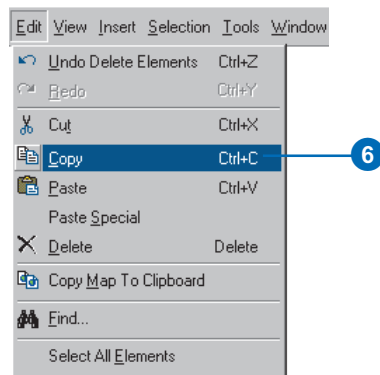 Edit View Insert Selection Tools Window
Undo Delete Elements Ctrl+Z
Redo Ctrl+Y
Cut Ctrl+X
Copy Ctrl+C 6
Paste Ctrl+V
Paste Special
Delete Delete
Copy Map To Clipboard
Find...
Select All Elements